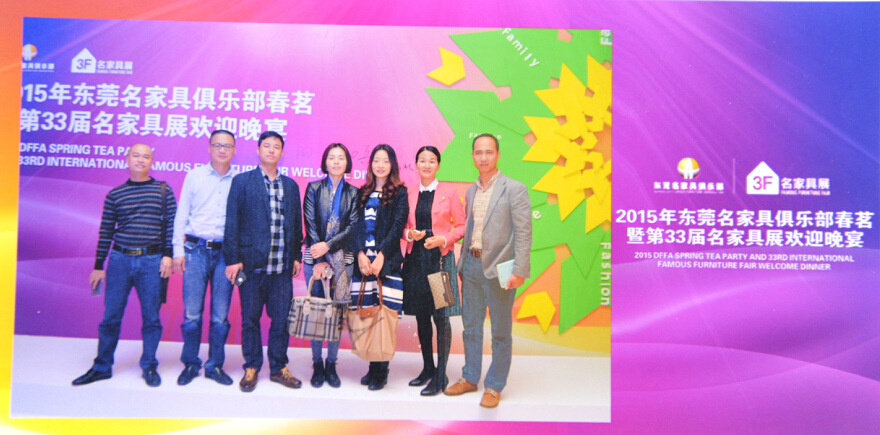 3F 名家具展
FAMOUS FURNITURE FAIR
015年东莞名家具俱乐部春茗
第33届名家具展欢迎晚宴
DFFA SPRING TEA PARTY
33RD INTERNATIONAL FAMOUS FURNITURE FAIR WELCOME DIN
Family
Fashion
东莞名家具俱乐部
3F 名家具展
FAMOUS FURNITURE FAIR
2015年东莞名家具俱乐部春茗
暨第33届名家具展欢迎晚宴
2015 DFFA SPRING TEA PARTY AND 33RD INTERNATIONAL
FAMOUS FURNITURE FAIR WELCOME DINNER